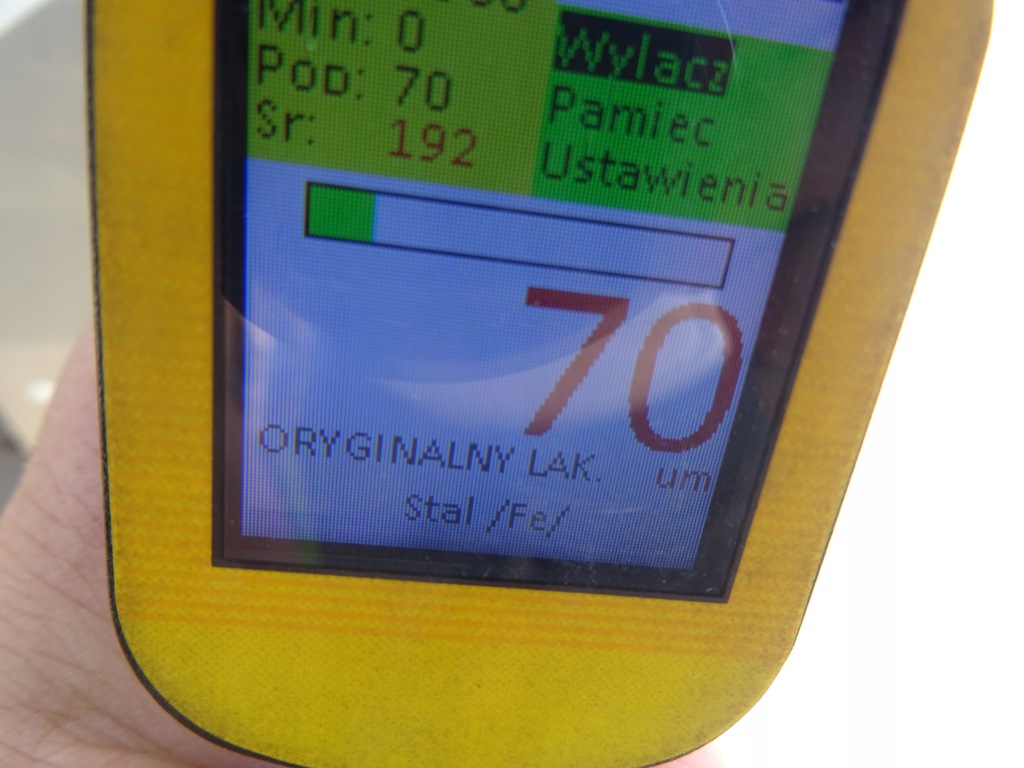 Min: 0
Pod: 70
Sr: 192
Wylacz
Pamiec
Ustawienia
70
um
ORYGINALNY LAK.
Stal /Fe/